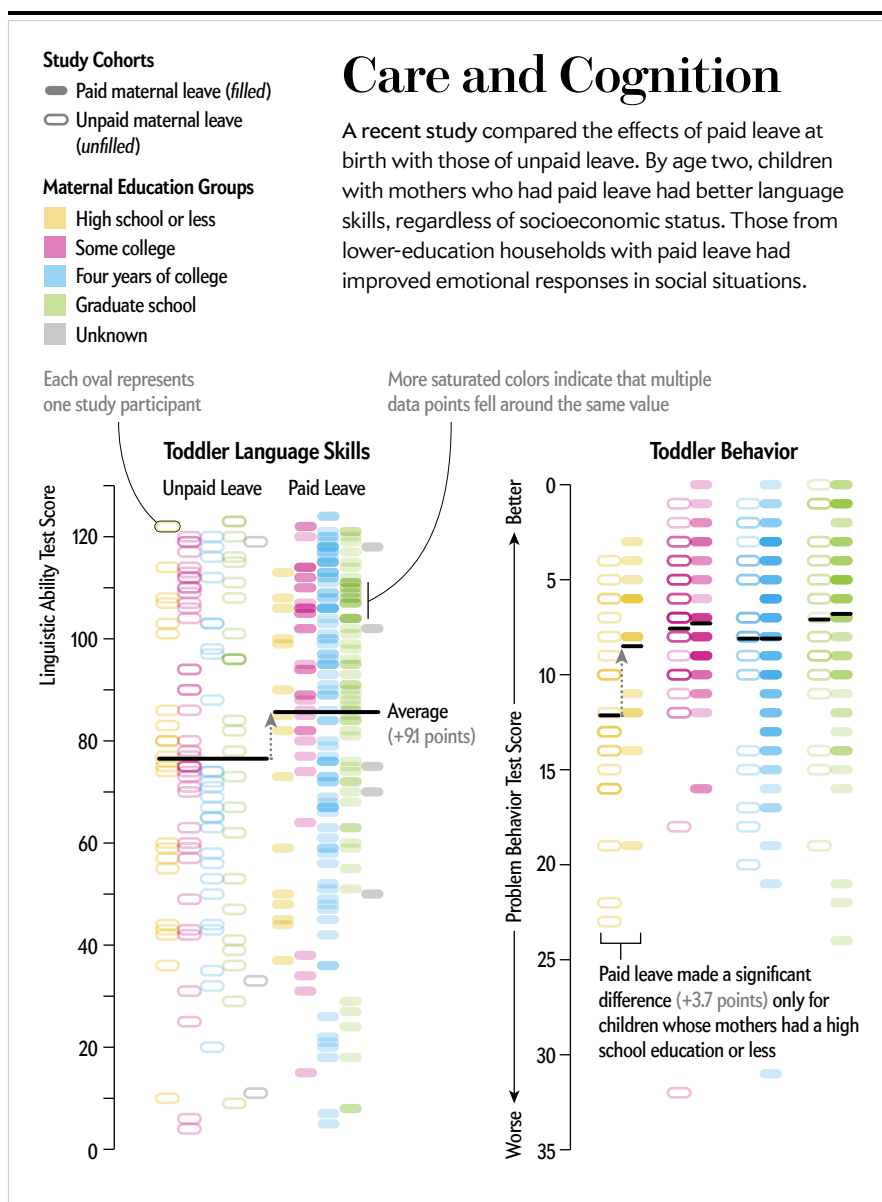 Study Cohorts
Paid maternal leave (filled)
Unpaid maternal leave
(unfilled)
Maternal Education Groups
High school or less
Some college
Four years of college
Graduate school
Unknown
Care and Cognition
A recent study compared the effects of paid leave at
birth with those of unpaid leave. By age two, children
with mothers who had paid leave had better language
skills, regardless of socioeconomic status. Those from
lower-education households with paid leave had
improved emotional responses in social situations.
Each oval represents
one study participant
More saturated colors indicate that multiple
data points fell around the same value
Toddler Language Skills
Unpaid Leave
Paid Leave
Linguistic Ability Test Score
120
100
80
60
40
20
0
Average
(+9.1 points)
Toddler Behavior
Better
Problem Behavior Test Score
Worse
0
5
10
15
20
25
30
35
Paid leave made a significant
difference (+3.7 points) only for
children whose mothers had a high
school education or less